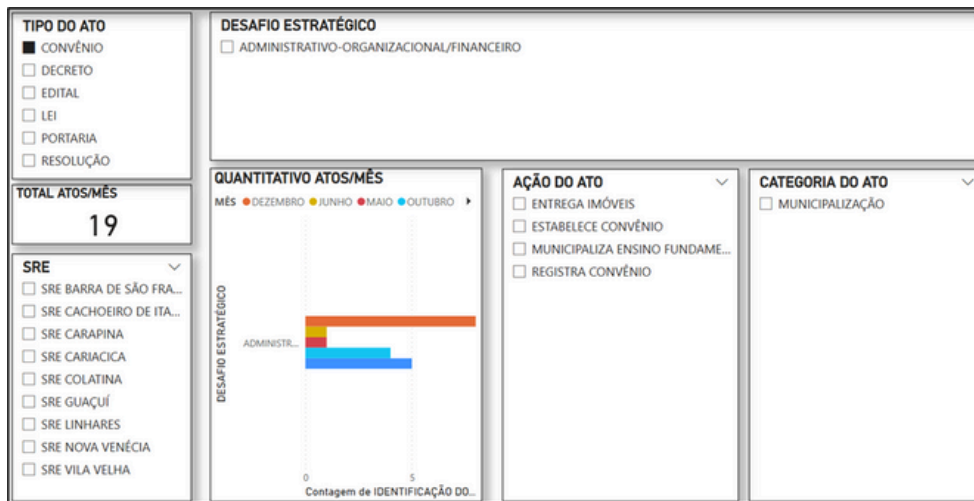 TIPO DO ATO
CONVÊNIO
DECRETO
EDITAL
LEI
PORTARIA
RESOLUÇÃO
DESAFIO ESTRATÉGICO
ADMINISTRATIVO-ORGANIZACIONAL/FINANCEIRO
TOTAL ATOS/MÊS
19
SRE
SRE BARRA DE SÃO FRA...
SRE CACHOEIRO DE ITA...
SRE CARAPINA
SRE CARIACICA
SRE COLATINA
SRE GUAÇUÍ
SRE LINHARES
SRE NOVA VENÉCIA
SRE VILA VELHA
QUANTITATIVO ATOS/MÊS
MÊS DEZEMBRO JUNHO MAIO OUTUBRO
DESAFIO ESTRATÉGICO
ADMINISTR...
0 5
Contagem de IDENTIFICAÇÃO DO...
AÇÃO DO ATO
ENTREGA IMÓVEIS
ESTABELECE CONVÊNIO
MUNICIPALIZA ENSINO FUNDAME...
REGISTRA CONVÊNIO
CATEGORIA DO ATO
MUNICIPALIZAÇÃO